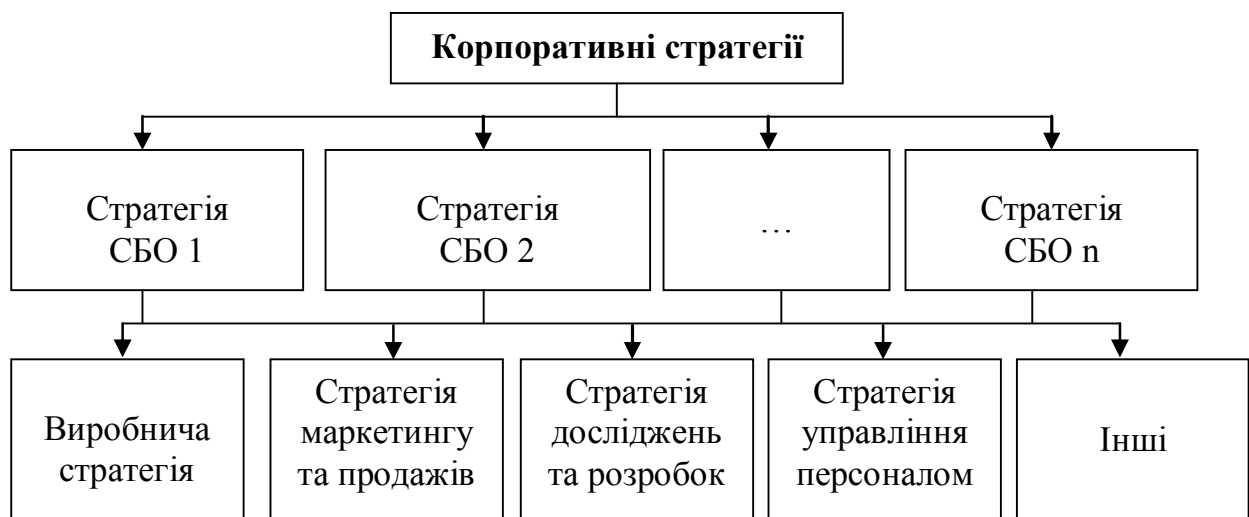 Корпоративні стратегії
Стратегія
СБО 1
Стратегія
СБО 2
…
Стратегія
СБО n
Виробнича
стратегія
Стратегія
маркетингу
та продажів
Стратегія
досліджень
та розробок
Стратегія
управління
персоналом
Інші